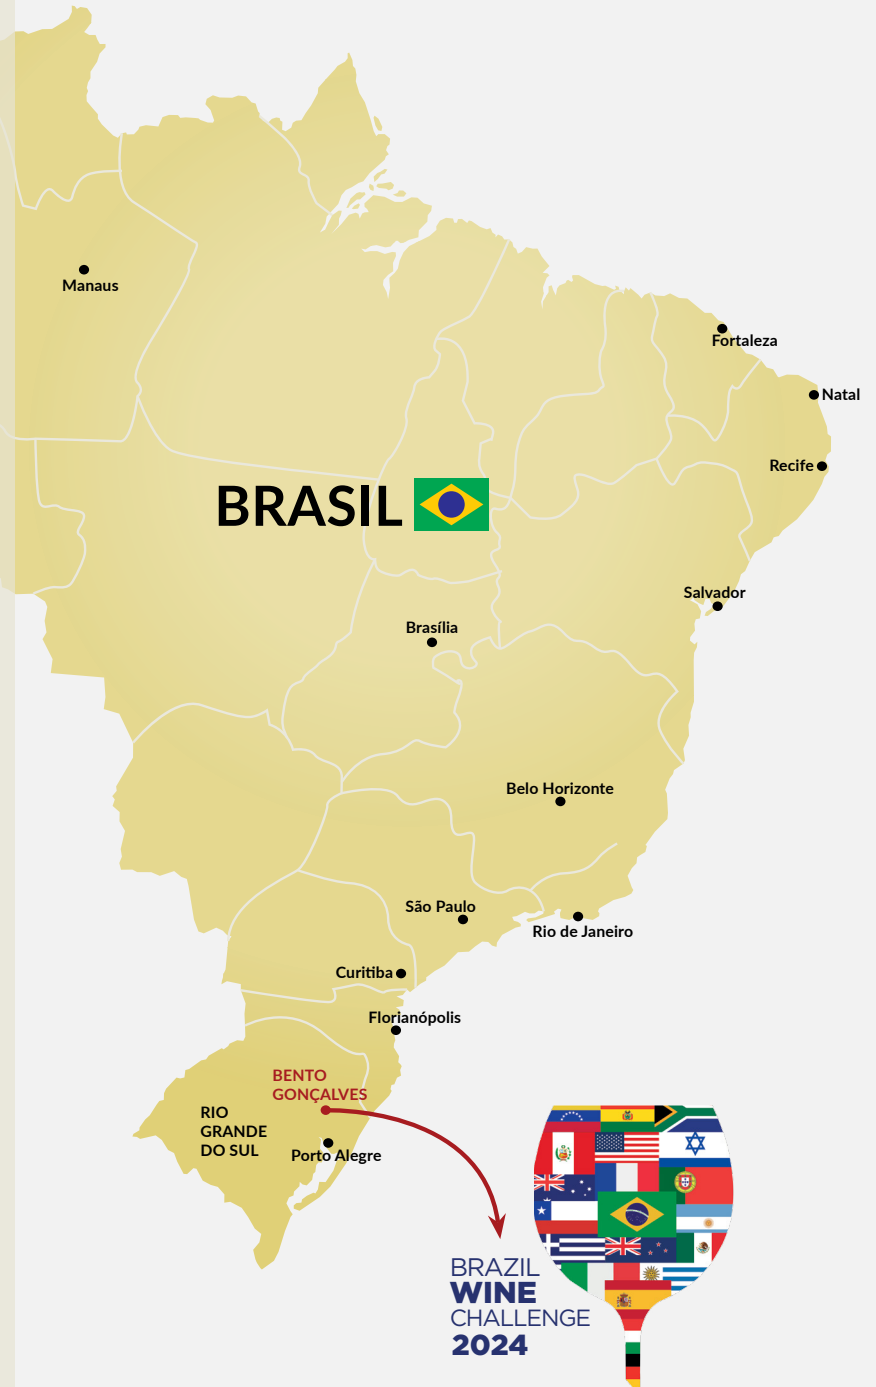 Manaus
Fortaleza
Natal
Recife
BRASIL
Salvador
Brasília
Belo Horizonte
São Paulo
Rio de Janeiro
Curitiba
Florianópolis
BENTO
GONÇALVES
RIO
GRANDE
DO SUL
Porto Alegre
BRAZIL
WINE
CHALLENGE
2024